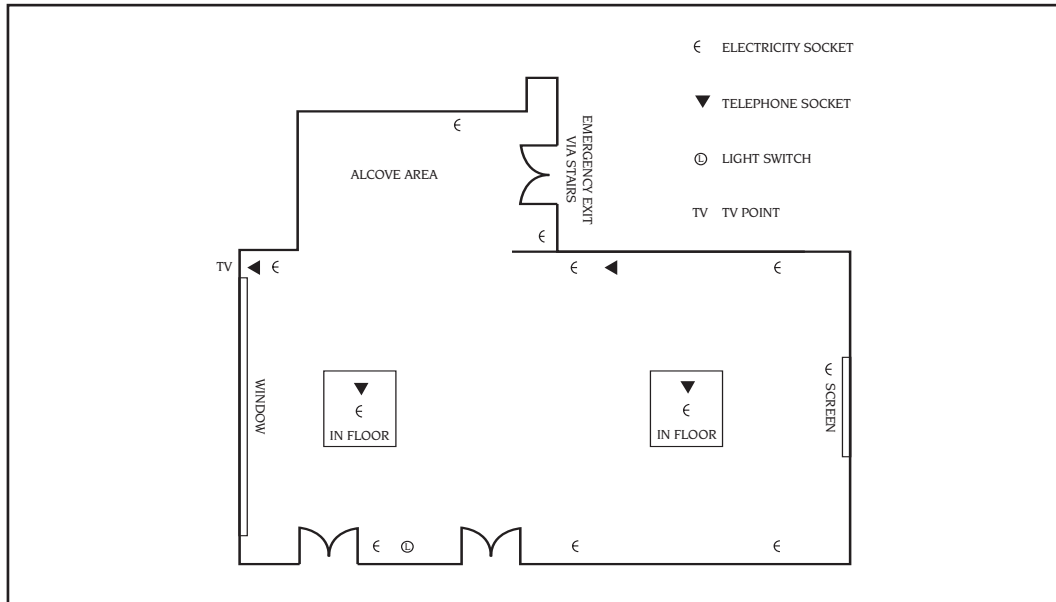 ELECTRICITY SOCKET
TELEPHONE SOCKET
L LIGHT SWITCH
TV TV POINT
EMERGENCY EXIT
VIA STAIRS
ALCOVE AREA
TV
WINDOW
IN FLOOR
IN FLOOR
SCREEN
L